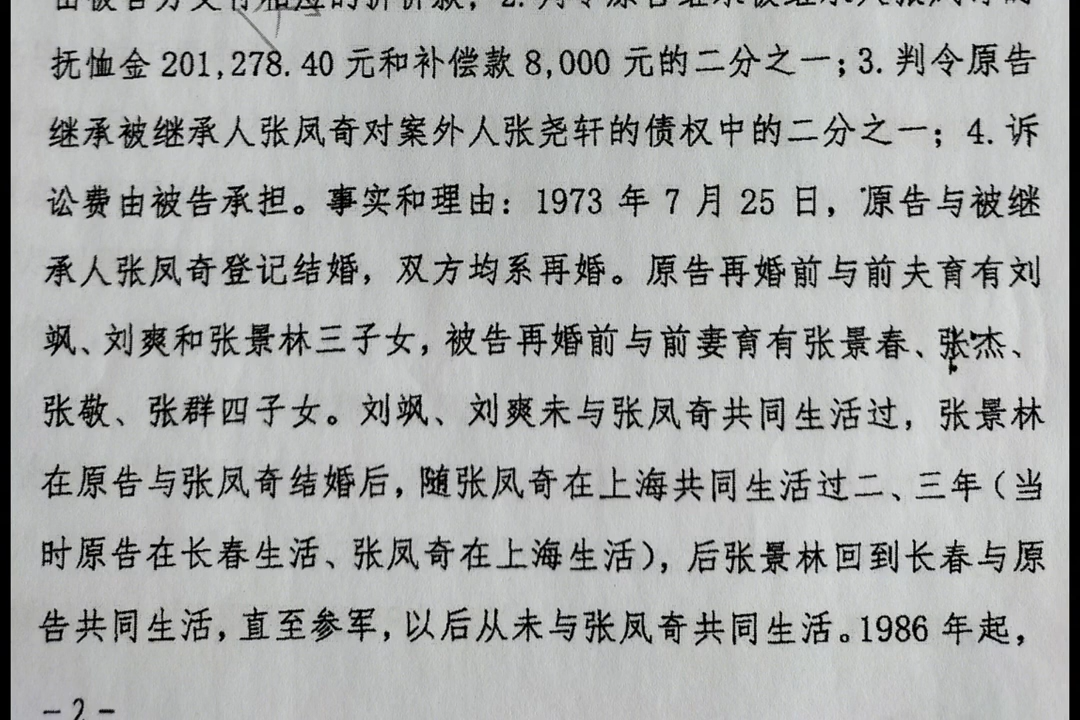 抚恤金 201,278.40 元和补偿款 8,000 元的二分之一；3. 判令原告
继承被继承人张凤奇对案外人张尧轩的债权中的二分之一；4. 诉
讼费由被告承担。事实和理由：1973 年 7 月 25 日，原告与被继
承人张凤奇登记结婚，双方均系再婚。原告再婚前与前夫育有刘
飒、刘爽和张景林三子女，被告再婚前与前妻育有张景春、张杰、
张敬、张群四子女。刘飒、刘爽未与张凤奇共同生活过，张景林
在原告与张凤奇结婚后，随张凤奇在上海共同生活过二、三年（当
时原告在长春生活、张凤奇在上海生活），后张景林回到长春与原
告共同生活，直至参军，以后从未与张凤奇共同生活。1986 年起，
-2-